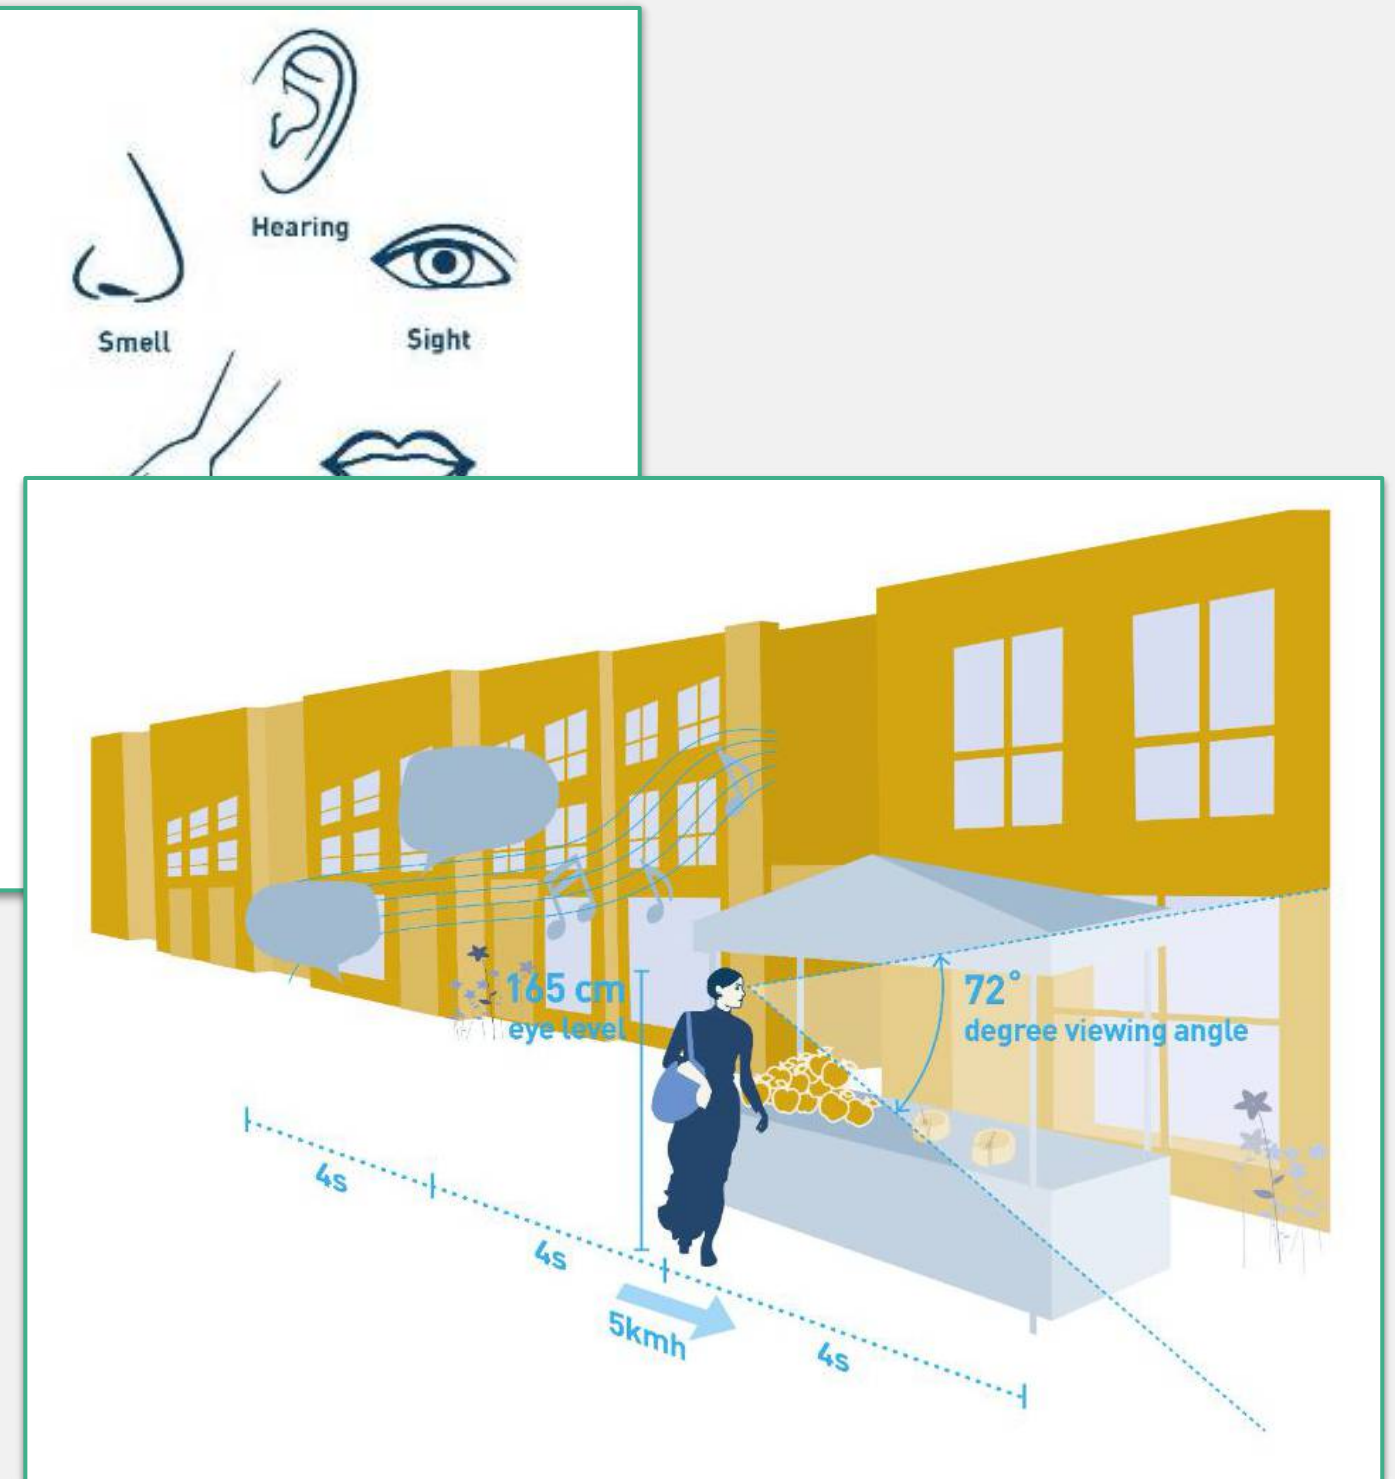 Hearing
Smell
Sight
165 cm
eye level
72°
degree viewing angle
4s
4s
5kmh
4s